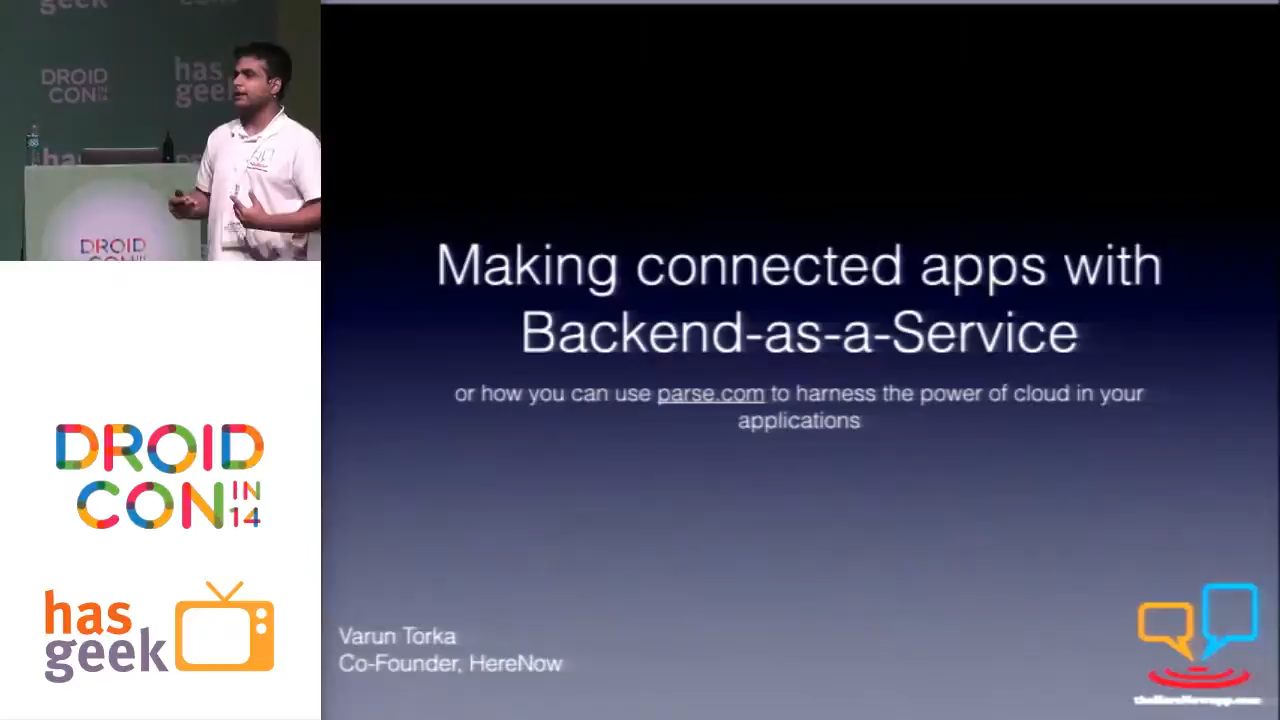 DROID
CON IN
14
has
geek
DROID
Making connected apps with
Backend-as-a-Service
or how you can use parse.com to harness the power of cloud in your
applications
DROID
CON IN
14
has
geek
Varun Torka
Co-Founder, HereNow